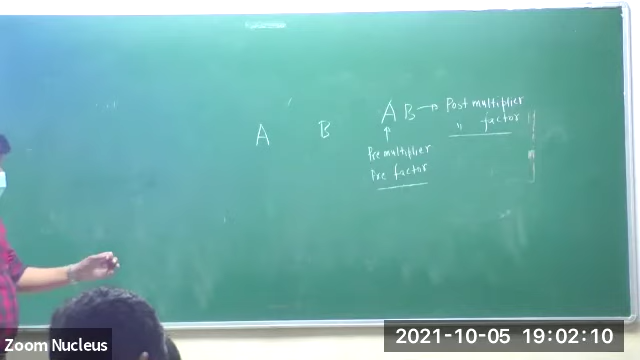 A B A B → Post multiplier
" factor
↑
Pre multiplier
Pre factor
Zoom Nucleus
2021-10-05 19:02:10